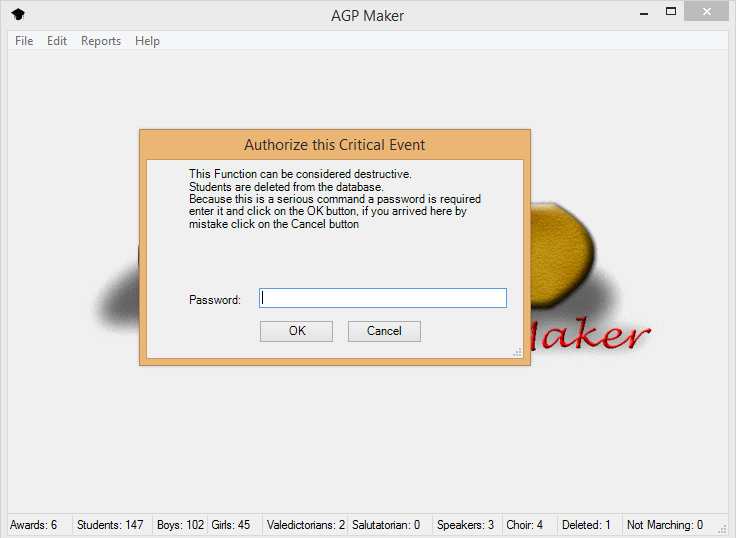 AGP Maker
File Edit Reports Help
Authorize this Critical Event
This Function can be considered destructive.
Students are deleted from the database.
Because this is a serious command a password is required
enter it and click on the OK button, if you arrived here by
mistake click on the Cancel button
Password:
OK Cancel
Maker
Awards: 6 Students: 147 Boys: 102 Girls: 45 Valedictorians: 2 Salutatorian: 0 Speakers: 3 Choir: 4 Deleted: 1 Not Marching: 0